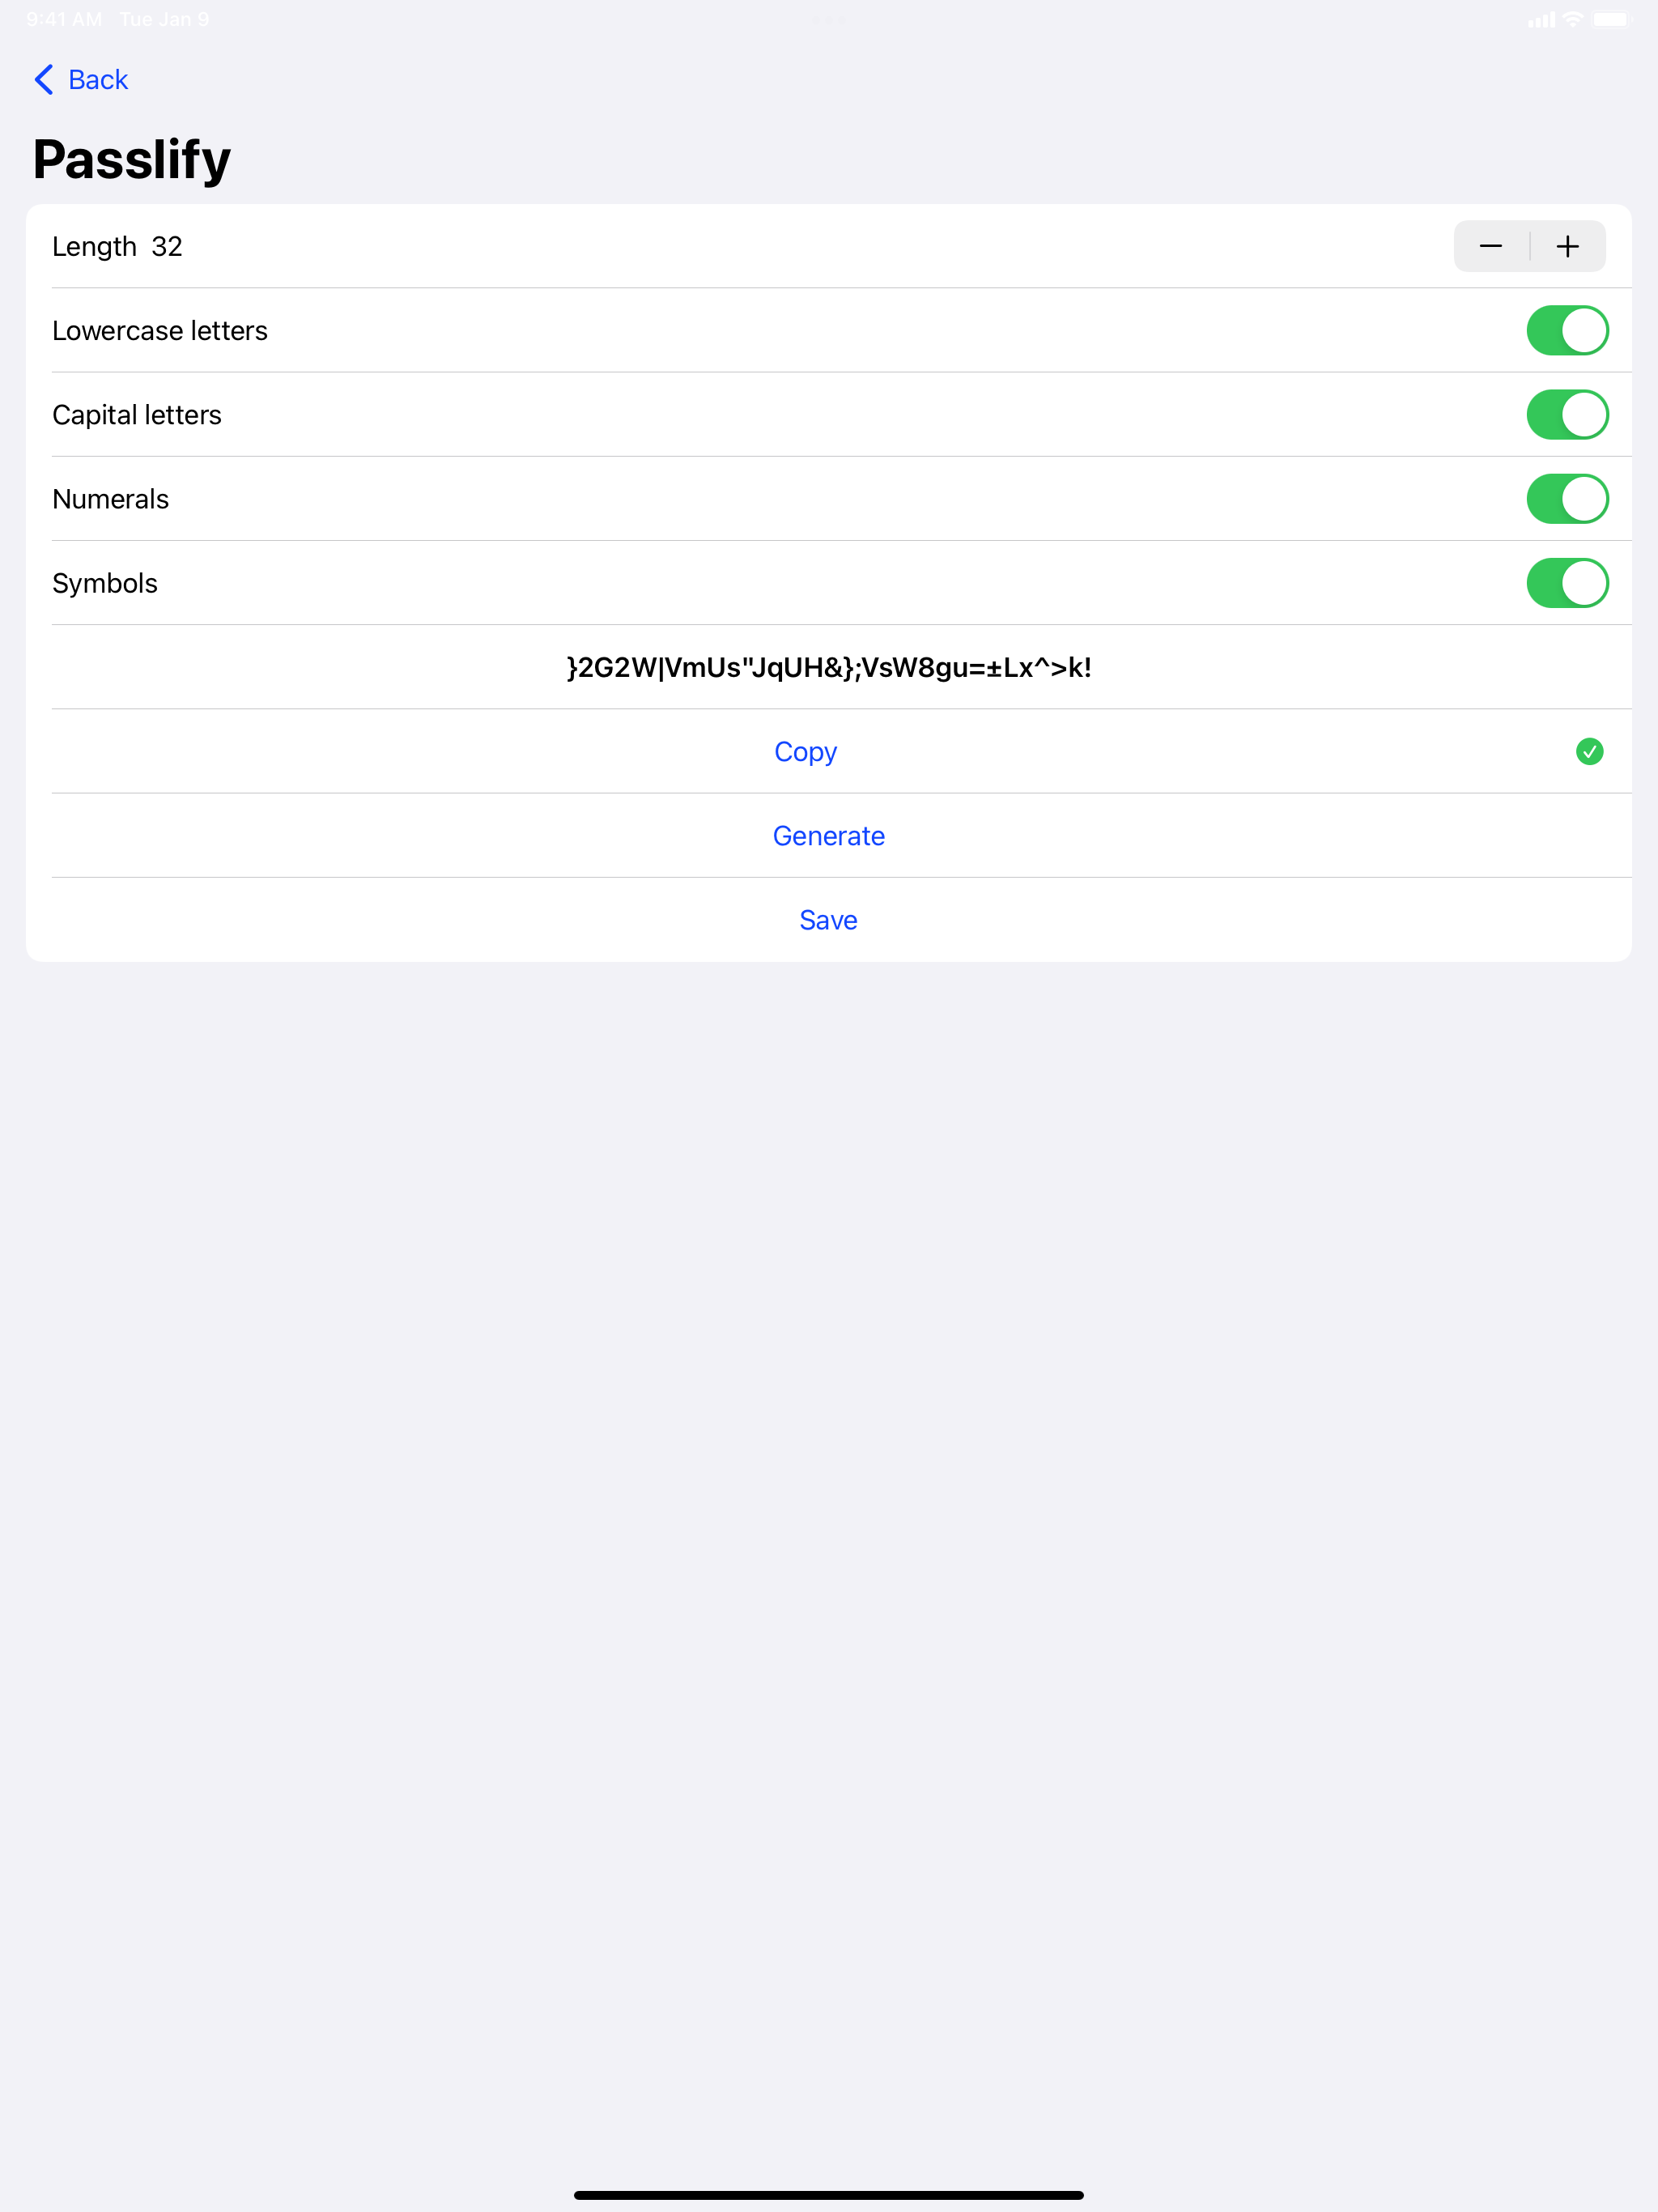 9:41 AM Tue Jan 9
Back
Passlify
Length 32
Lowercase letters
Capital letters
Numerals
Symbols
}2G2W|VmUs"JqUH&};VsW8gu=±Lx^>k!
Copy
Generate
Save